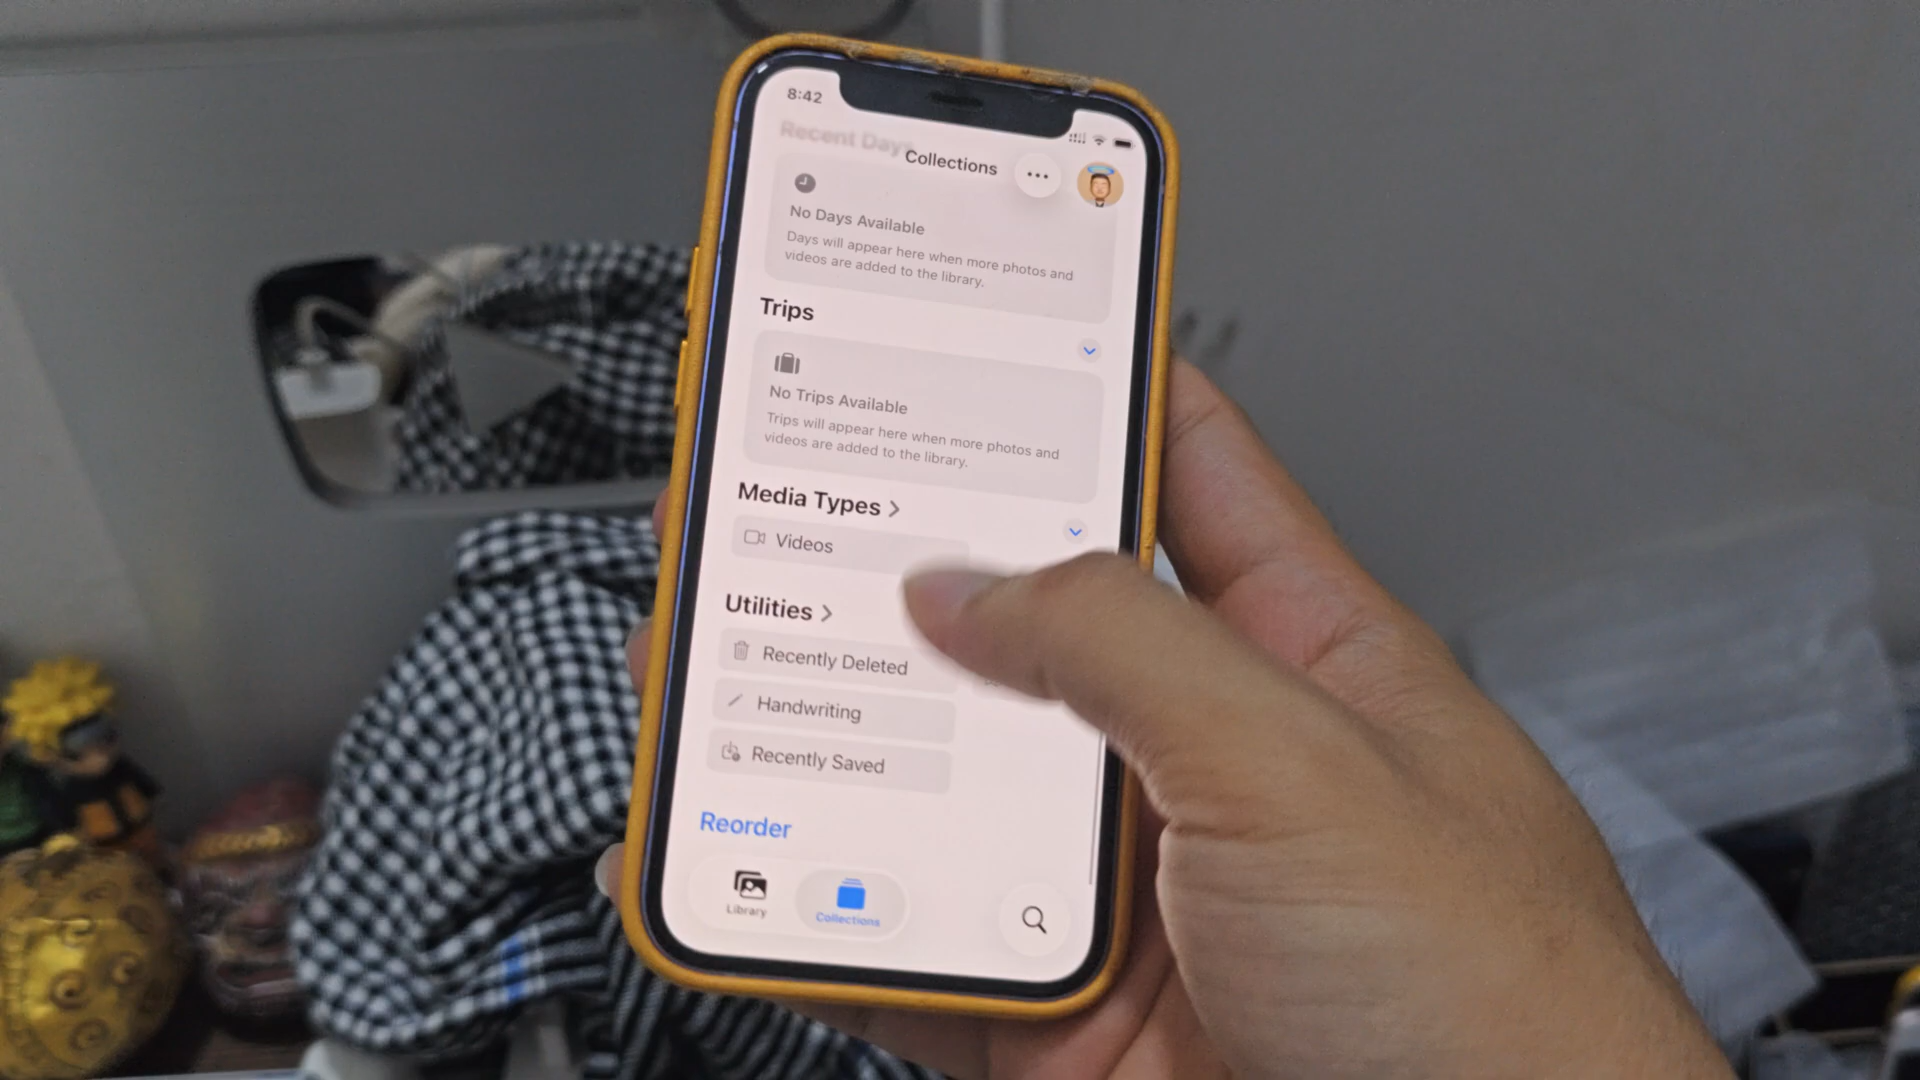 8:42
Recent Days
Collections
No Days Available
Days will appear here when more photos and
videos are added to the library.
Trips
No Trips Available
Trips will appear here when more photos and
videos are added to the library.
Media Types
Videos
Utilities
Recently Deleted
Handwriting
Recently Saved
Reorder
Library
Collections